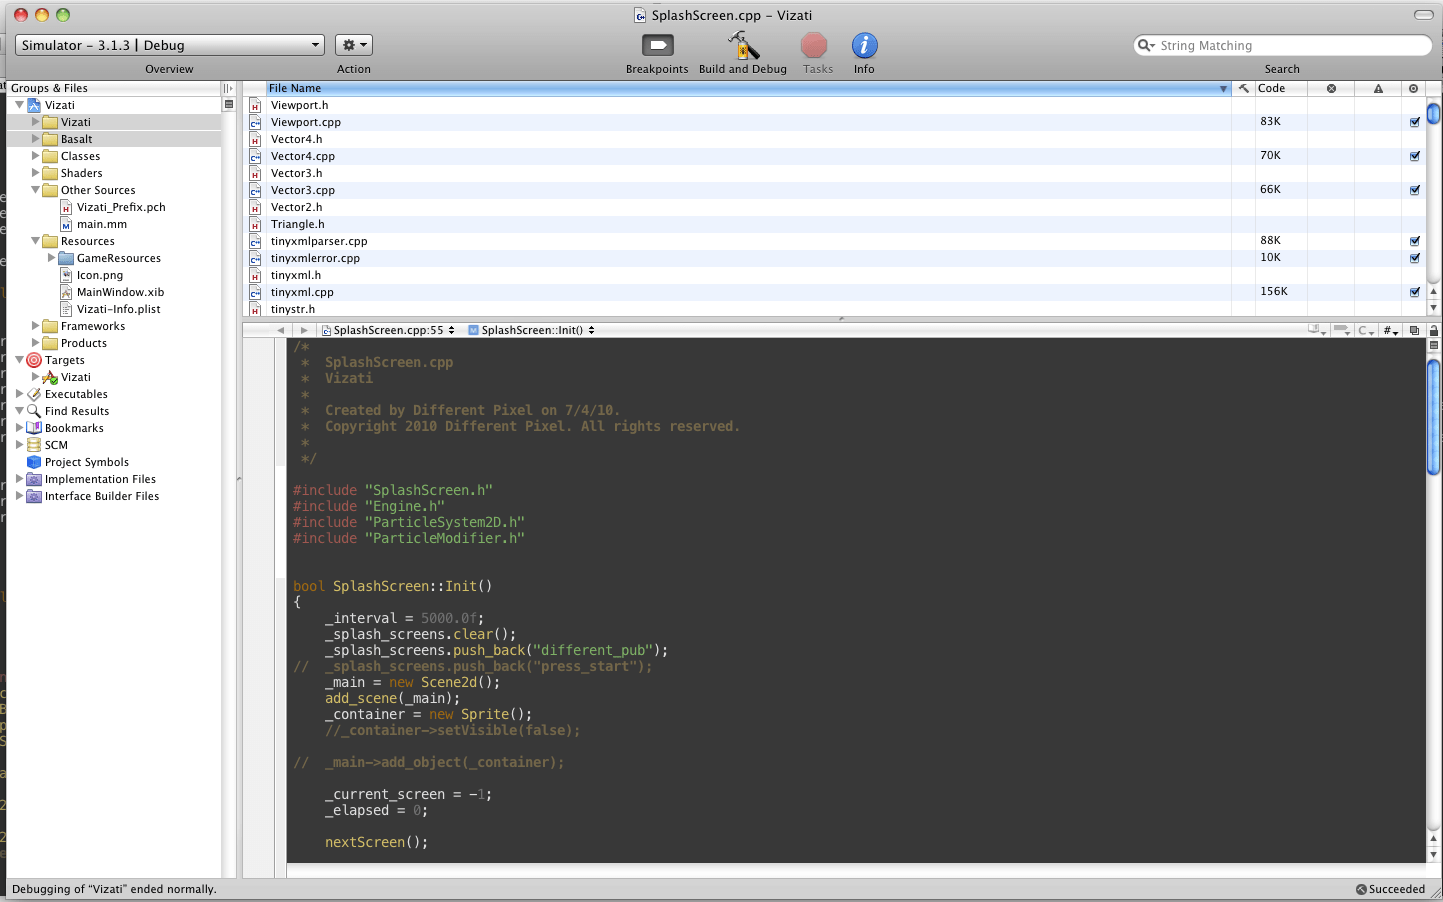 SplashScreen.cpp – Vizati
Simulator – 3.1.3 | Debug
Overview
Action
Breakpoints
Build and Debug
Tasks
Info
String Matching
Search
Groups & Files
Vizati
Vizati
Basalt
Classes
Shaders
Other Sources
Vizati_Prefix.pch
main.mm
Resources
GameResources
Icon.png
MainWindow.xib
Vizati-Info.plist
Frameworks
Products
Targets
Vizati
Executables
Find Results
Bookmarks
SCM
Project Symbols
Implementation Files
Interface Builder Files
File Name Code
Viewport.h
Viewport.cpp 83K
Vector4.h
Vector4.cpp 70K
Vector3.h
Vector3.cpp 66K
Vector2.h
Triangle.h
tinyxmlparser.cpp 88K
tinyxmlerror.cpp 10K
tinyxml.h
tinyxml.cpp 156K
tinystr.h
SplashScreen.cpp:55 SplashScreen::Init() C #
/*
 *  SplashScreen.cpp
 *  Vizati
 *
 *  Created by Different Pixel on 7/4/10.
 *  Copyright 2010 Different Pixel. All rights reserved.
 *
 */
#include "SplashScreen.h"
#include "Engine.h"
#include "ParticleSystem2D.h"
#include "ParticleModifier.h"
bool SplashScreen::Init()
{
    _interval = 5000.0f;
    _splash_screens.clear();
    _splash_screens.push_back("different_pub");
//  _splash_screens.push_back("press_start");
    _main = new Scene2d();
    add_scene(_main);
    _container = new Sprite();
    //_container->setVisible(false);
//  _main->add_object(_container);
    _current_screen = -1;
    _elapsed = 0;
    nextScreen();
Debugging of “Vizati” ended normally.
Succeeded